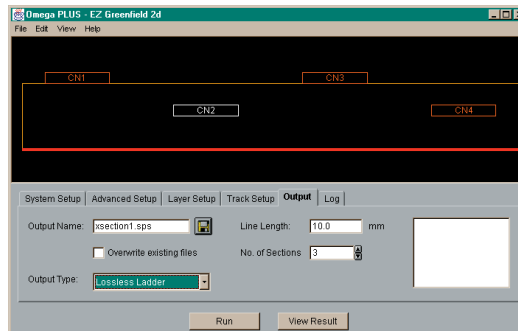 Omega PLUS - EZ Greenfield 2d
File Edit View Help
CN1 CN3
CN2 CN4
System Setup Advanced Setup Layer Setup Track Setup Output Log
Output Name: xsection1.sps Line Length: 10.0 mm
Overwrite existing files No. of Sections 3
Output Type: Lossless Ladder
Run View Result